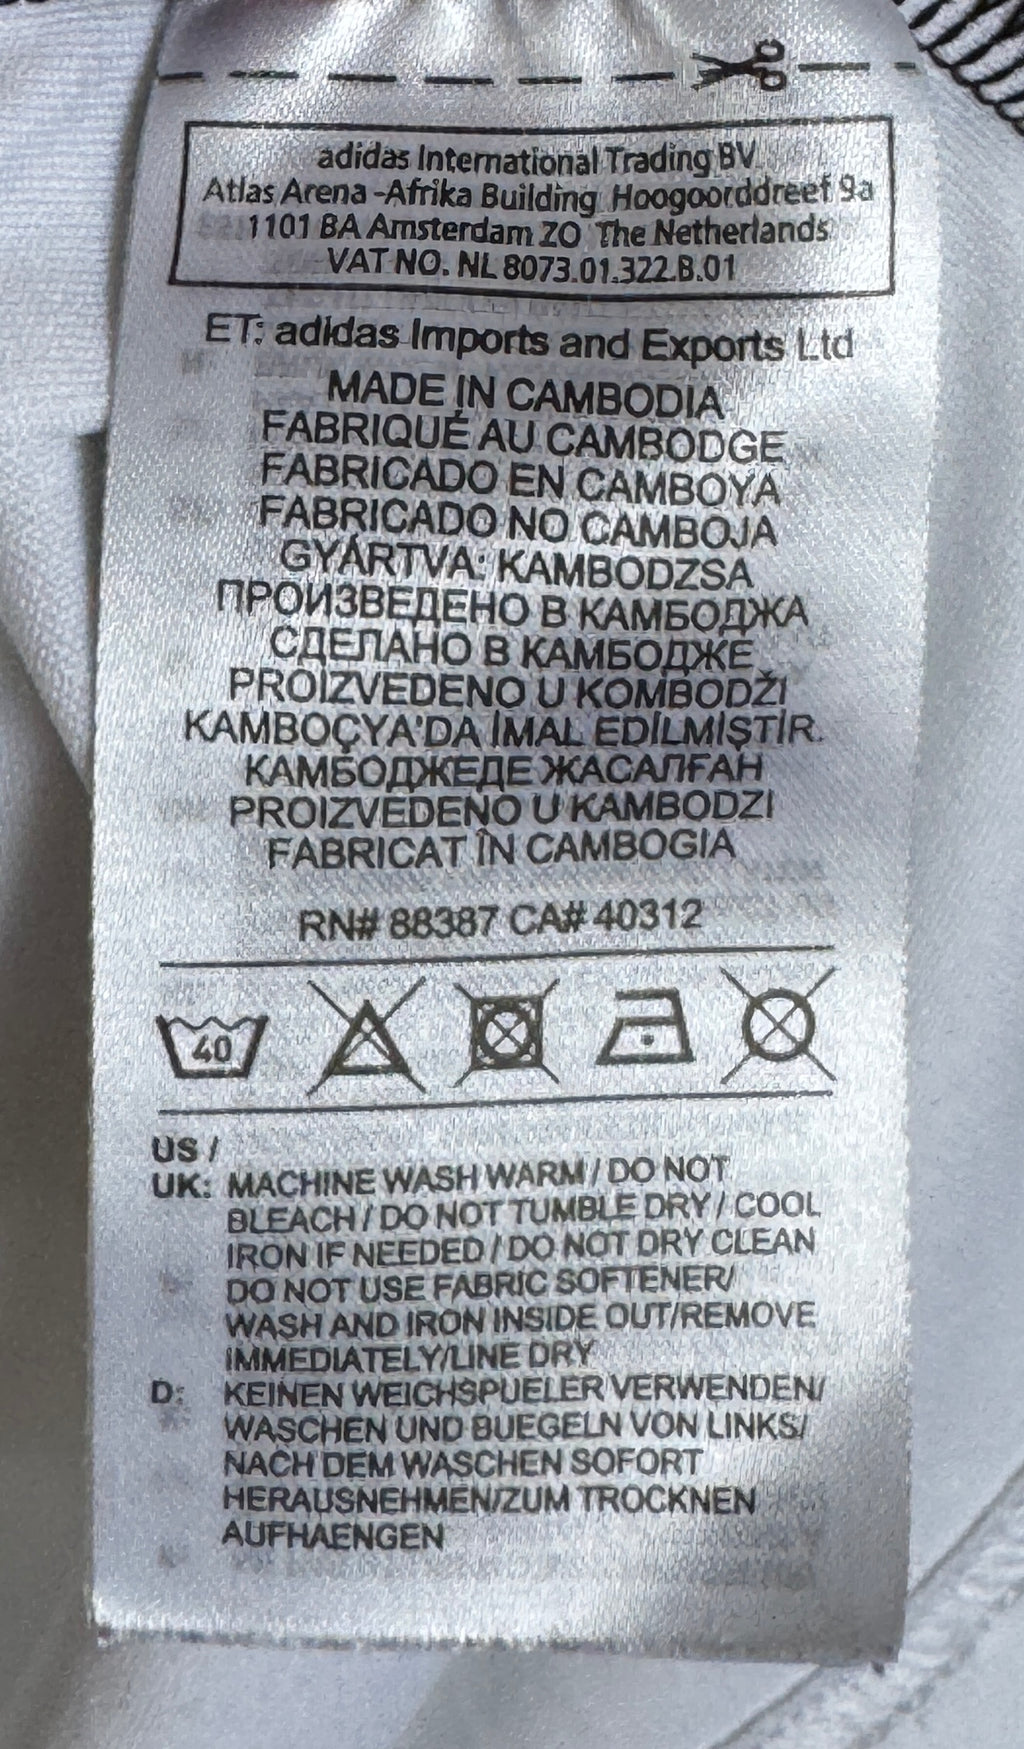 adidas International Trading BV
Atlas Arena -Afrika Building Hoogoorddreef 9a
1101 BA Amsterdam ZO The Netherlands
VAT NO. NL 8073.01.322.B.01
ET: adidas Imports and Exports Ltd
MADE IN CAMBODIA
FABRIQUÉ AU CAMBODGE
FABRICADO EN CAMBOYA
FABRICADO NO CAMBOJA
GYÁRTVA: KAMBODZSA
ПРОИЗВЕДЕНО В КАМБОДЖА
СДЕЛАНО В КАМБОДЖЕ
PROIZVEDENO U KOMBODŽI
KAMBOÇYA'DA İMAL EDİLMİŞTİR.
КАМБОДЖЕДЕ ЖАСАЛҒАН
PROIZVEDENO U KAMBODZI
FABRICAT ÎN CAMBOGIA
RN# 88387 CA# 40312
40
US /
UK: MACHINE WASH WARM / DO NOT
BLEACH / DO NOT TUMBLE DRY / COOL
IRON IF NEEDED / DO NOT DRY CLEAN
DO NOT USE FABRIC SOFTENER/
WASH AND IRON INSIDE OUT/REMOVE
IMMEDIATELY/LINE DRY
D: KEINEN WEICHSPUELER VERWENDEN/
WASCHEN UND BUEGELN VON LINKS/
NACH DEM WASCHEN SOFORT
HERAUSNEHMEN/ZUM TROCKNEN
AUFHAENGEN